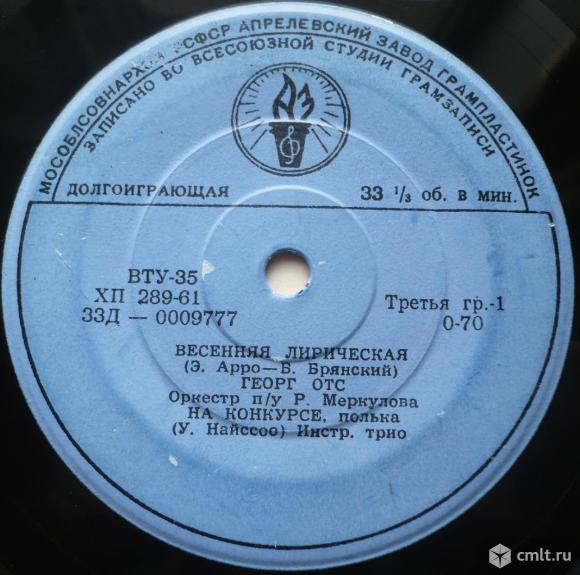 МОСОБЛСОВНАРХОЗ РСФСР АПРЕЛЕВСКИЙ ЗАВОД ГРАМПЛАСТИНОК
ЗАПИСАНО ВО ВСЕСОЮЗНОЙ СТУДИИ ГРАМЗАПИСИ
АЗ
ДОЛГОИГРАЮЩАЯ 33 1/3 об. в мин.
ВТУ-35
ХП 289-61
33Д — 0009777
Третья гр.-1
0-70
ВЕСЕННЯЯ ЛИРИЧЕСКАЯ
(Э. Арро—Б. Брянский)
ГЕОРГ ОТС
Оркестр п/у Р. Меркулова
НА КОНКУРСЕ, полька
(У. Найссоо) Инстр. трио
cmlt.ru